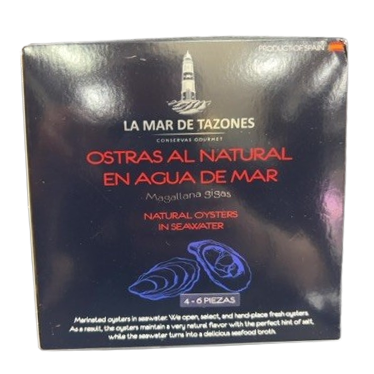 PRODUCT OF SPAIN
LA MAR DE TAZONES
CONSERVAS GOURMET
OSTRAS AL NATURAL
EN AGUA DE MAR
Magallana gigas
NATURAL OYSTERS
IN SEAWATER
4 - 6 PIEZAS
Marinated oysters in seawater. We open, select, and hand-place fresh oysters.
As a result, the oysters maintain a very natural flavor with the perfect hint of salt,
while the seawater turns into a delicious seafood broth.